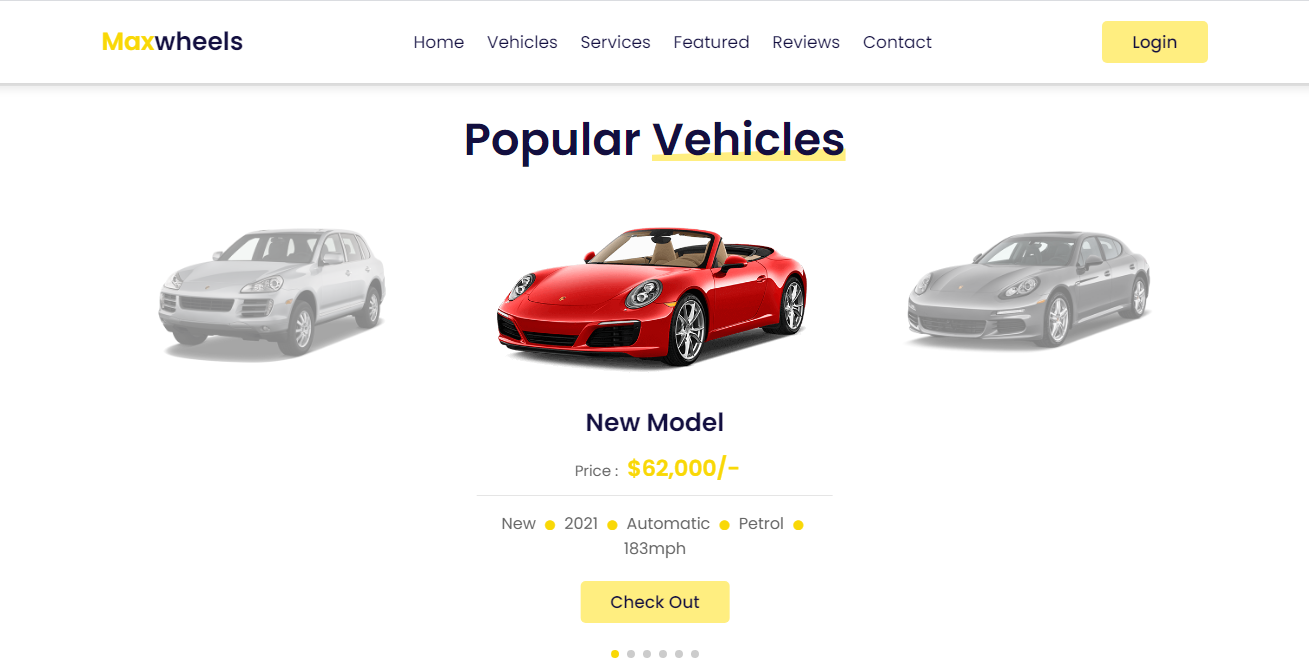 Maxwheels Home Vehicles Services Featured Reviews Contact Login
Popular Vehicles
New Model
Price : $62,000/-
New 2021 Automatic Petrol
183mph
Check Out